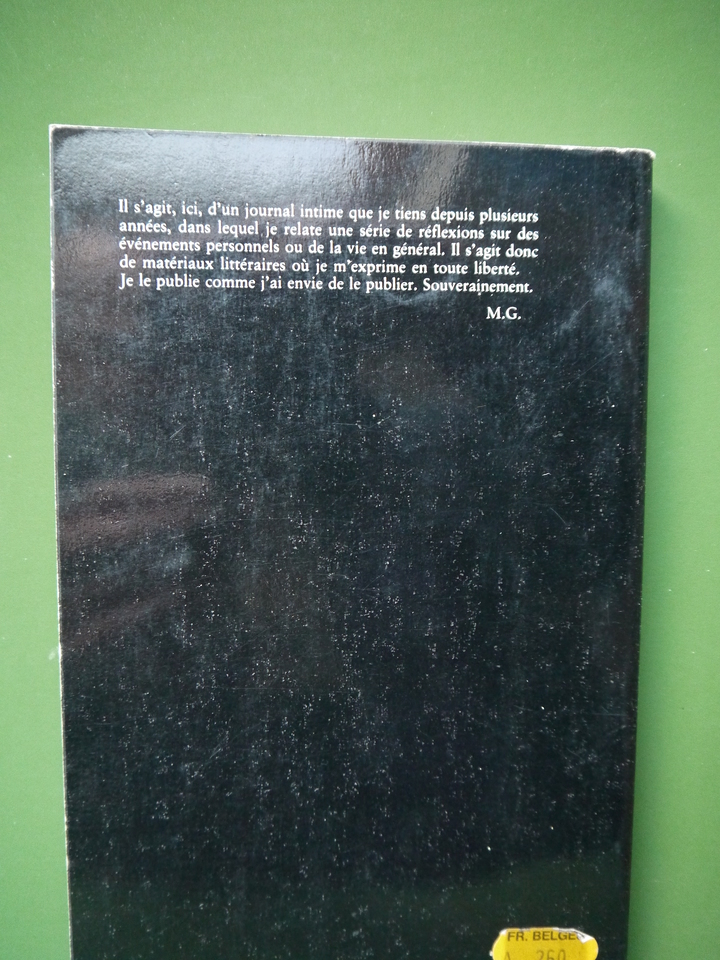 Il s'agit, ici, d'un journal intime que je tiens depuis plusieurs
années, dans lequel je relate une série de réflexions sur des
événements personnels ou de la vie en général. Il s'agit donc
de matériaux littéraires où je m'exprime en toute liberté.
Je le publie comme j'ai envie de le publier. Souverainement.
M.G.
FR. BELGES
260